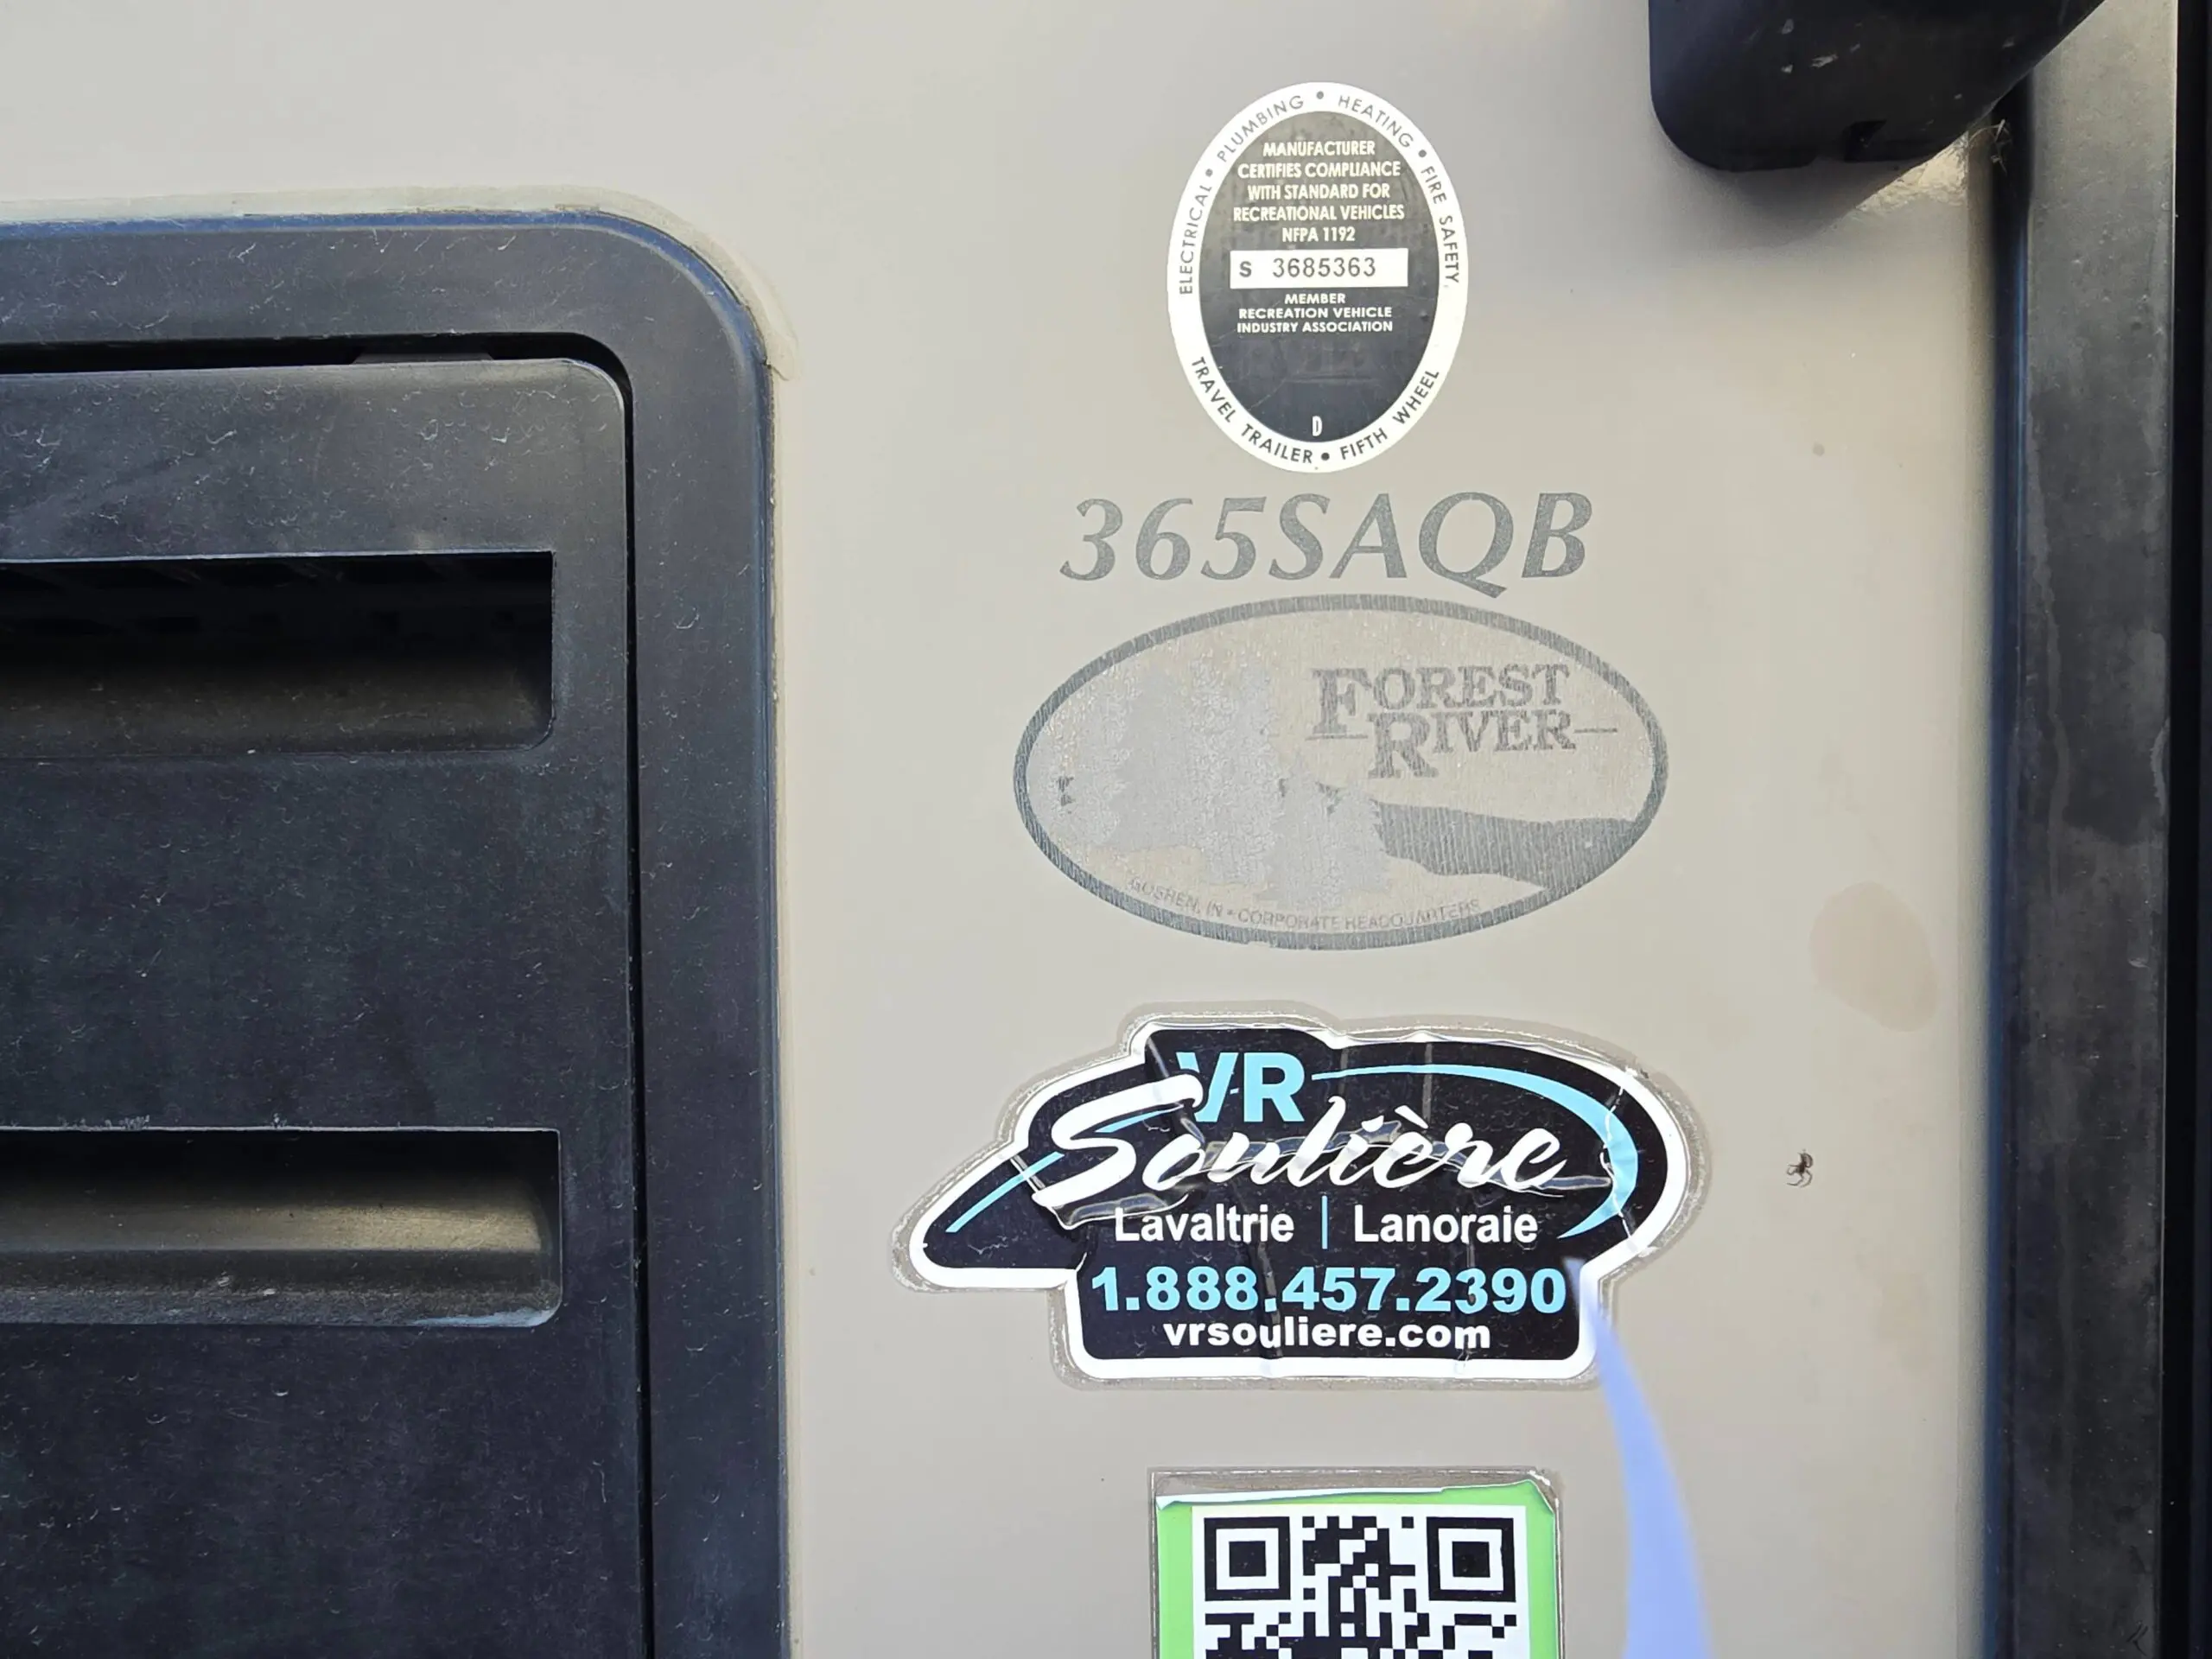 ELECTRICAL • PLUMBING • HEATING • FIRE SAFETY
MANUFACTURER
CERTIFIES COMPLIANCE
WITH STANDARD FOR
RECREATIONAL VEHICLES
NFPA 1192
S 3685363
MEMBER
RECREATION VEHICLE
INDUSTRY ASSOCIATION
D
TRAVEL TRAILER • FIFTH WHEEL
365SAQB
FOREST
RIVER
GOSHEN, IN • CORPORATE HEADQUARTERS
VR
Soulière
Lavaltrie | Lanoraie
1.888.457.2390
vrsouliere.com